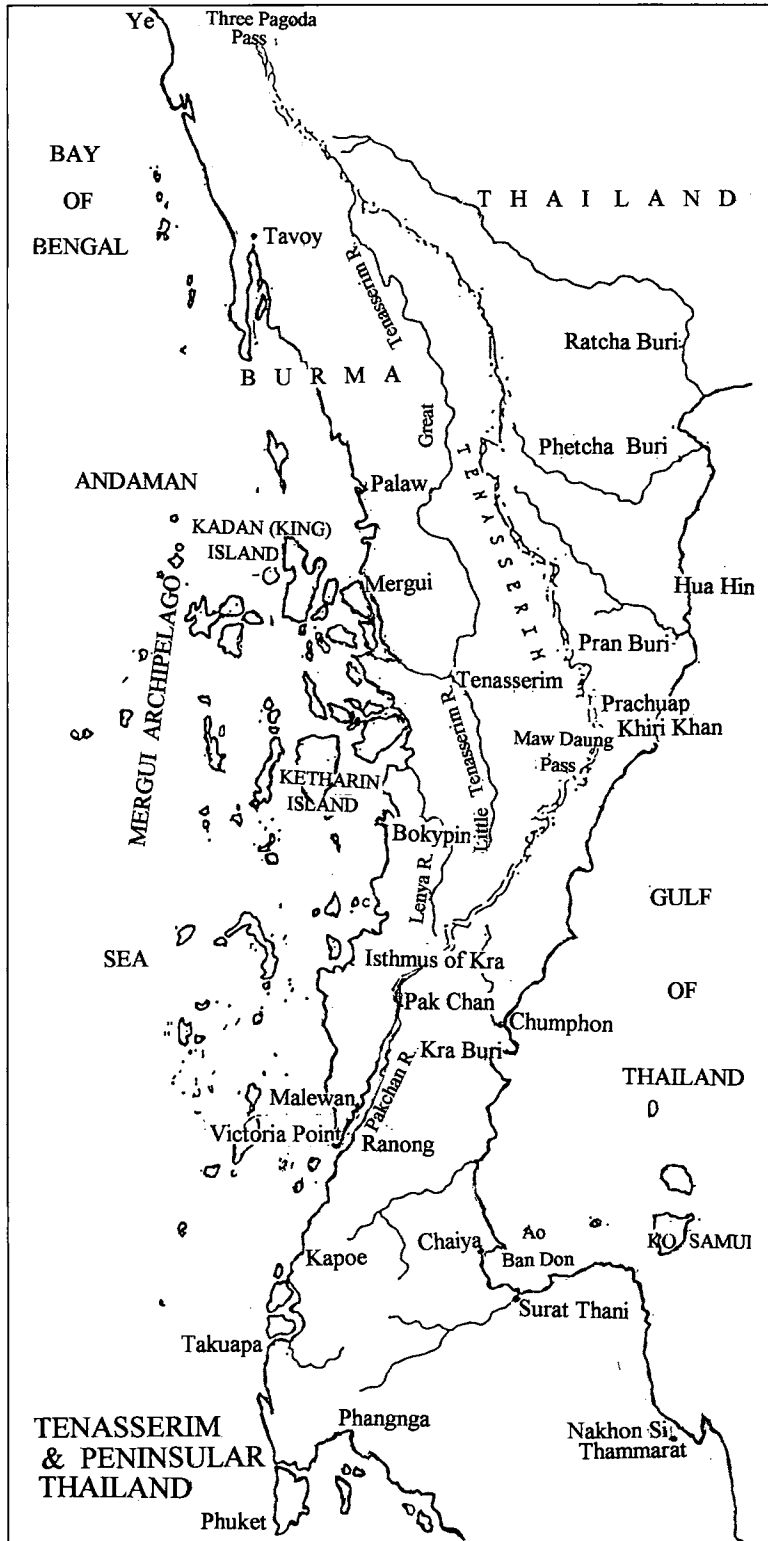 Ye
Three Pagoda
Pass
BAY
OF
BENGAL
THAILAND
Tavoy
Tenasserim R.
Great
Ratcha Buri
BURMA
Phetcha Buri
ANDAMAN
Palaw
KADAN (KING)
ISLAND
TENASSERIM
Mergui
Hua Hin
Pran Buri
MERGUI ARCHIPELAGO
Tenasserim
Prachuap
Khiri Khan
Maw Daung
Pass
Little Tenasserim R.
KETHARIN
ISLAND
Bokypin
Lenya R.
GULF
SEA
Isthmus of Kra
OF
Pak Chan
Chumphon
Kra Buri
THAILAND
Pakchan R.
Malewan
Victoria Point
Ranong
Kapoe
Chaiya
Ao
Ban Don
KO SAMUI
Surat Thani
Takuapa
Phangnga
Nakhon Si
Thammarat
TENASSERIM
& PENINSULAR
THAILAND
Phuket